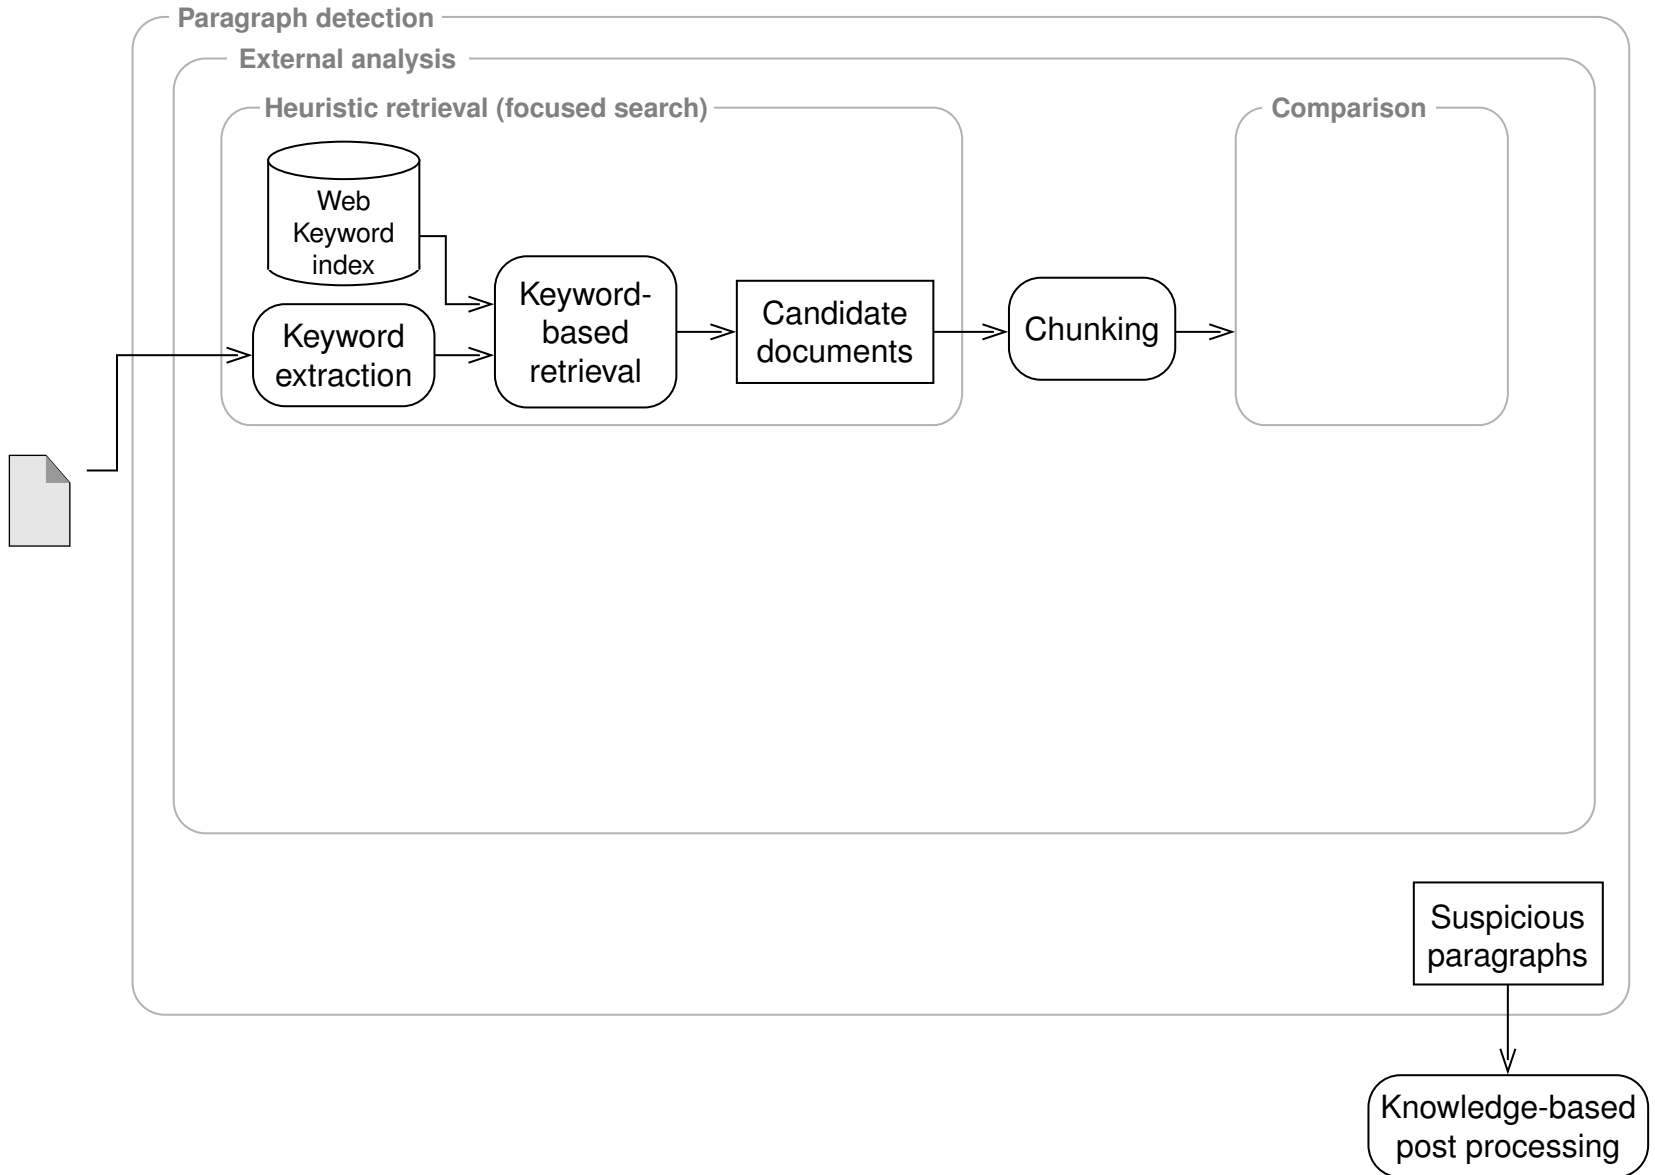 Paragraph detection
External analysis
Heuristic retrieval (focused search)
Comparison
Web
Keyword
index
Keyword
extraction
Keyword-
based
retrieval
Candidate
documents
Chunking
Suspicious
paragraphs
Knowledge-based
post processing